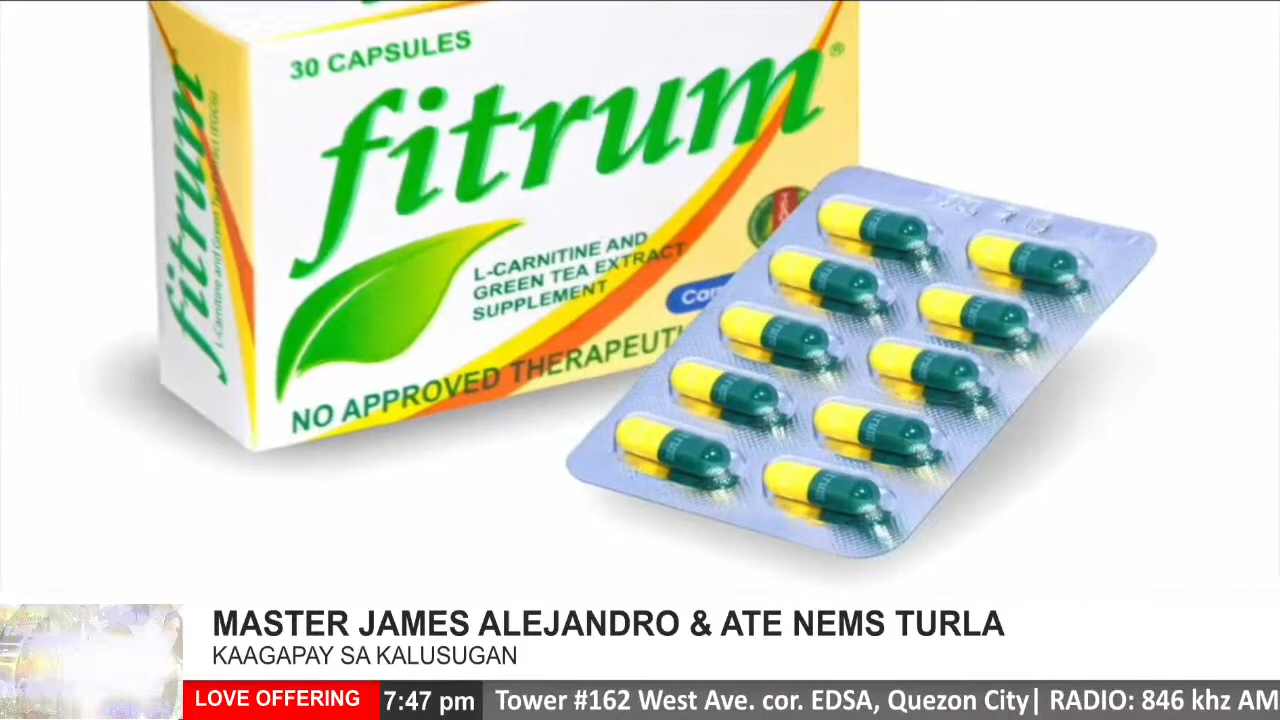 30 CAPSULES
fitrum®
L-CARNITINE AND
GREEN TEA EXTRACT
SUPPLEMENT
NO APPROVED THERAPEUTI
fitrum
MASTER JAMES ALEJANDRO & ATE NEMS TURLA
KAAGAPAY SA KALUSUGAN
LOVE OFFERING
7:47 pm
Tower #162 West Ave. cor. EDSA, Quezon City| RADIO: 846 khz AM